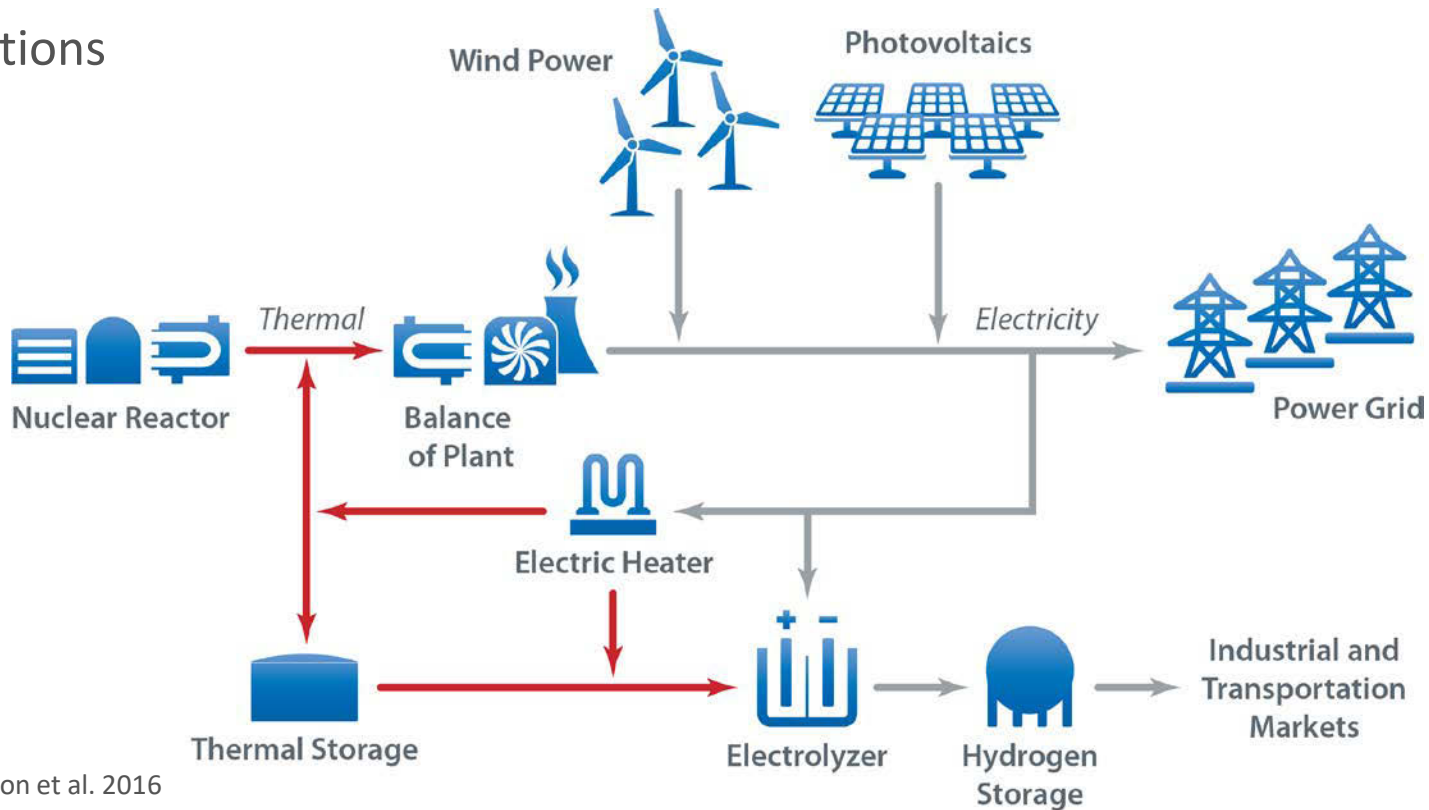 tions
Wind Power
Photovoltaics
Thermal
Electricity
Nuclear Reactor
Balance
of Plant
Power Grid
Electric Heater
+ –
Thermal Storage
Electrolyzer
Hydrogen
Storage
Industrial and
Transportation
Markets
on et al. 2016